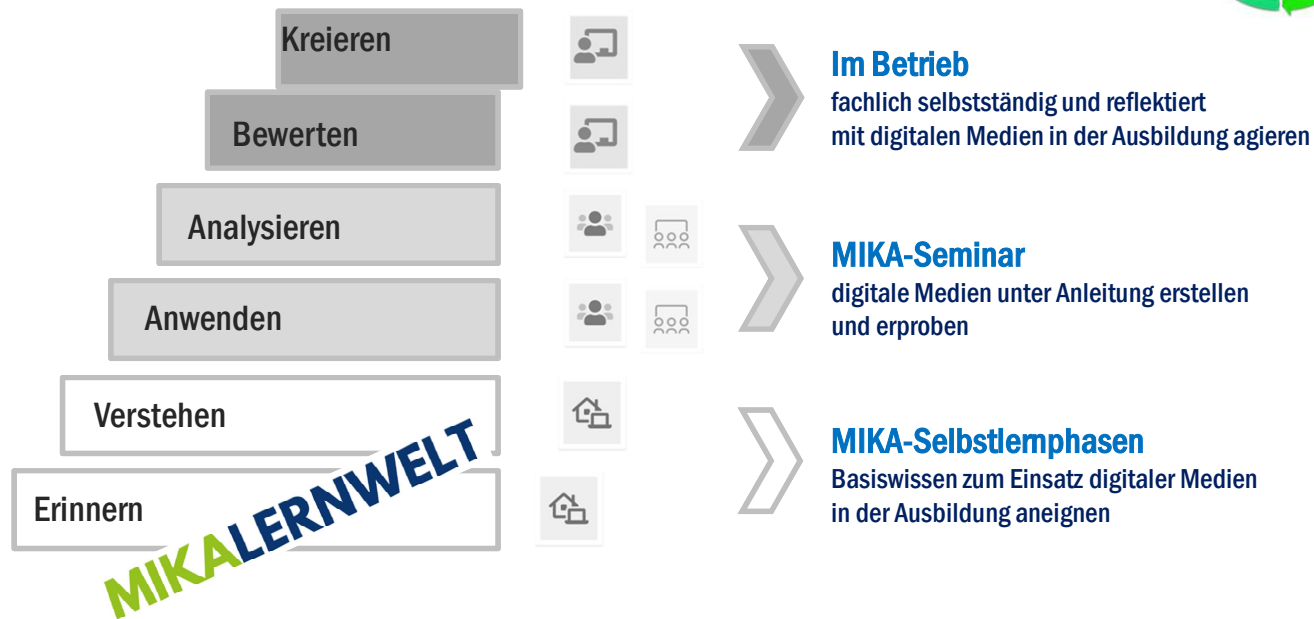 Kreieren
Bewerten
Analysieren
Anwenden
Verstehen
Erinnern
MIKALERNWELT
Im Betrieb
fachlich selbstständig und reflektiert
mit digitalen Medien in der Ausbildung agieren
MIKA-Seminar
digitale Medien unter Anleitung erstellen
und erproben
MIKA-Selbstlernphasen
Basiswissen zum Einsatz digitaler Medien
in der Ausbildung aneignen